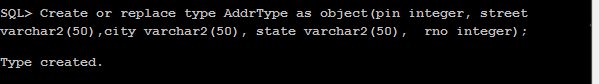 SQL> Create or replace type AddrType as object(pin integer, street
varchar2(50),city varchar2(50), state varchar2(50),  rno integer);
Type created.